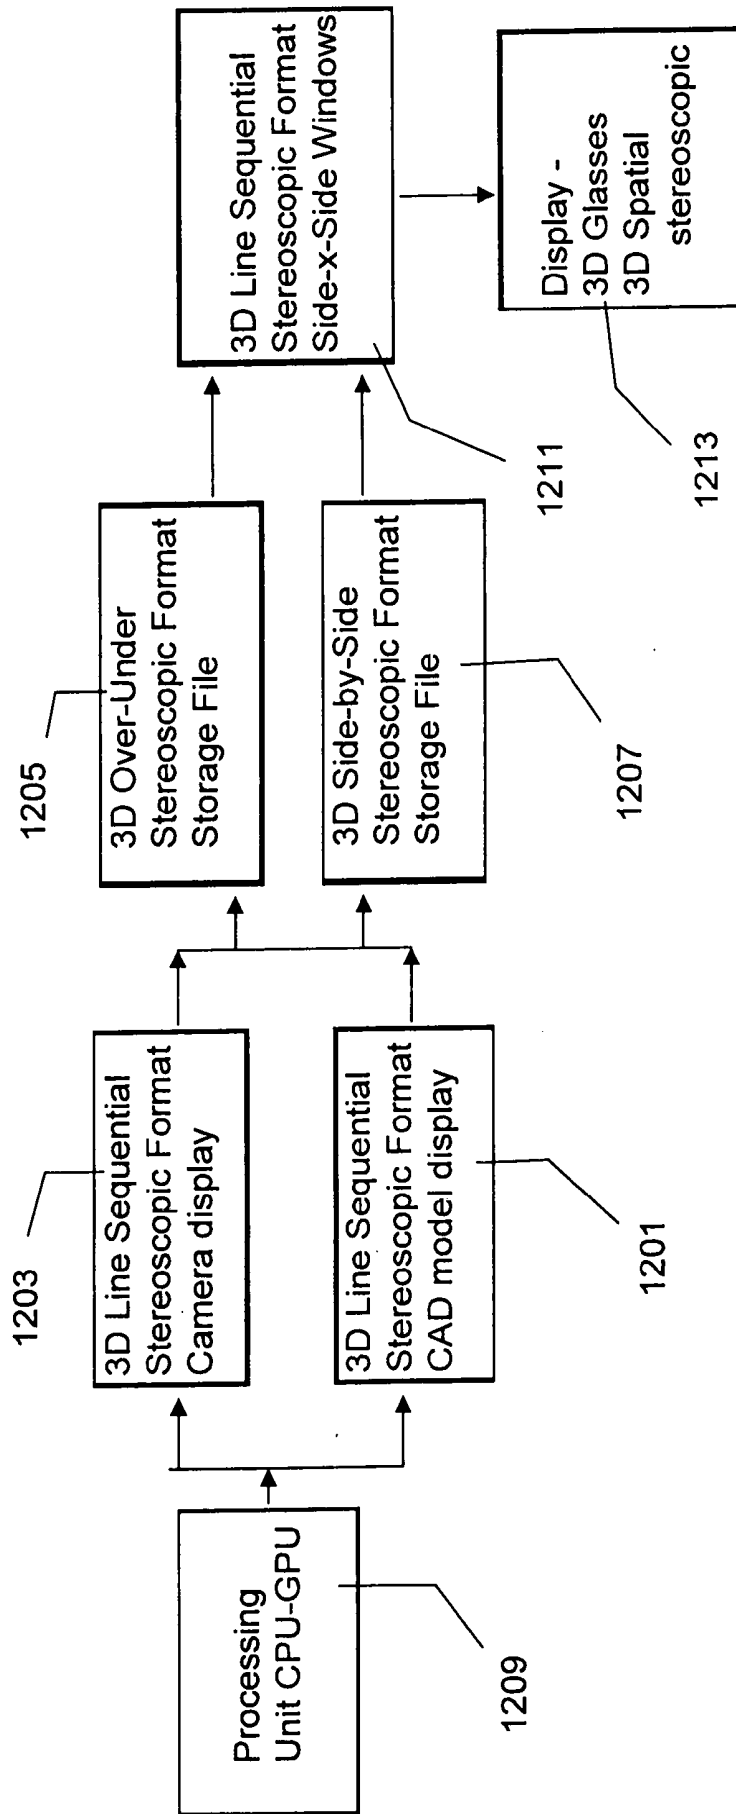 Processing
Unit CPU-GPU
1209
1203
3D Line Sequential
Stereoscopic Format
Camera display
3D Line Sequential
Stereoscopic Format
CAD model display
1201
1205
3D Over-Under
Stereoscopic Format
Storage File
3D Side-by-Side
Stereoscopic Format
Storage File
1207
3D Line Sequential
Stereoscopic Format
Side-x-Side Windows
1211
Display -
3D Glasses
3D Spatial
stereoscopic
1213